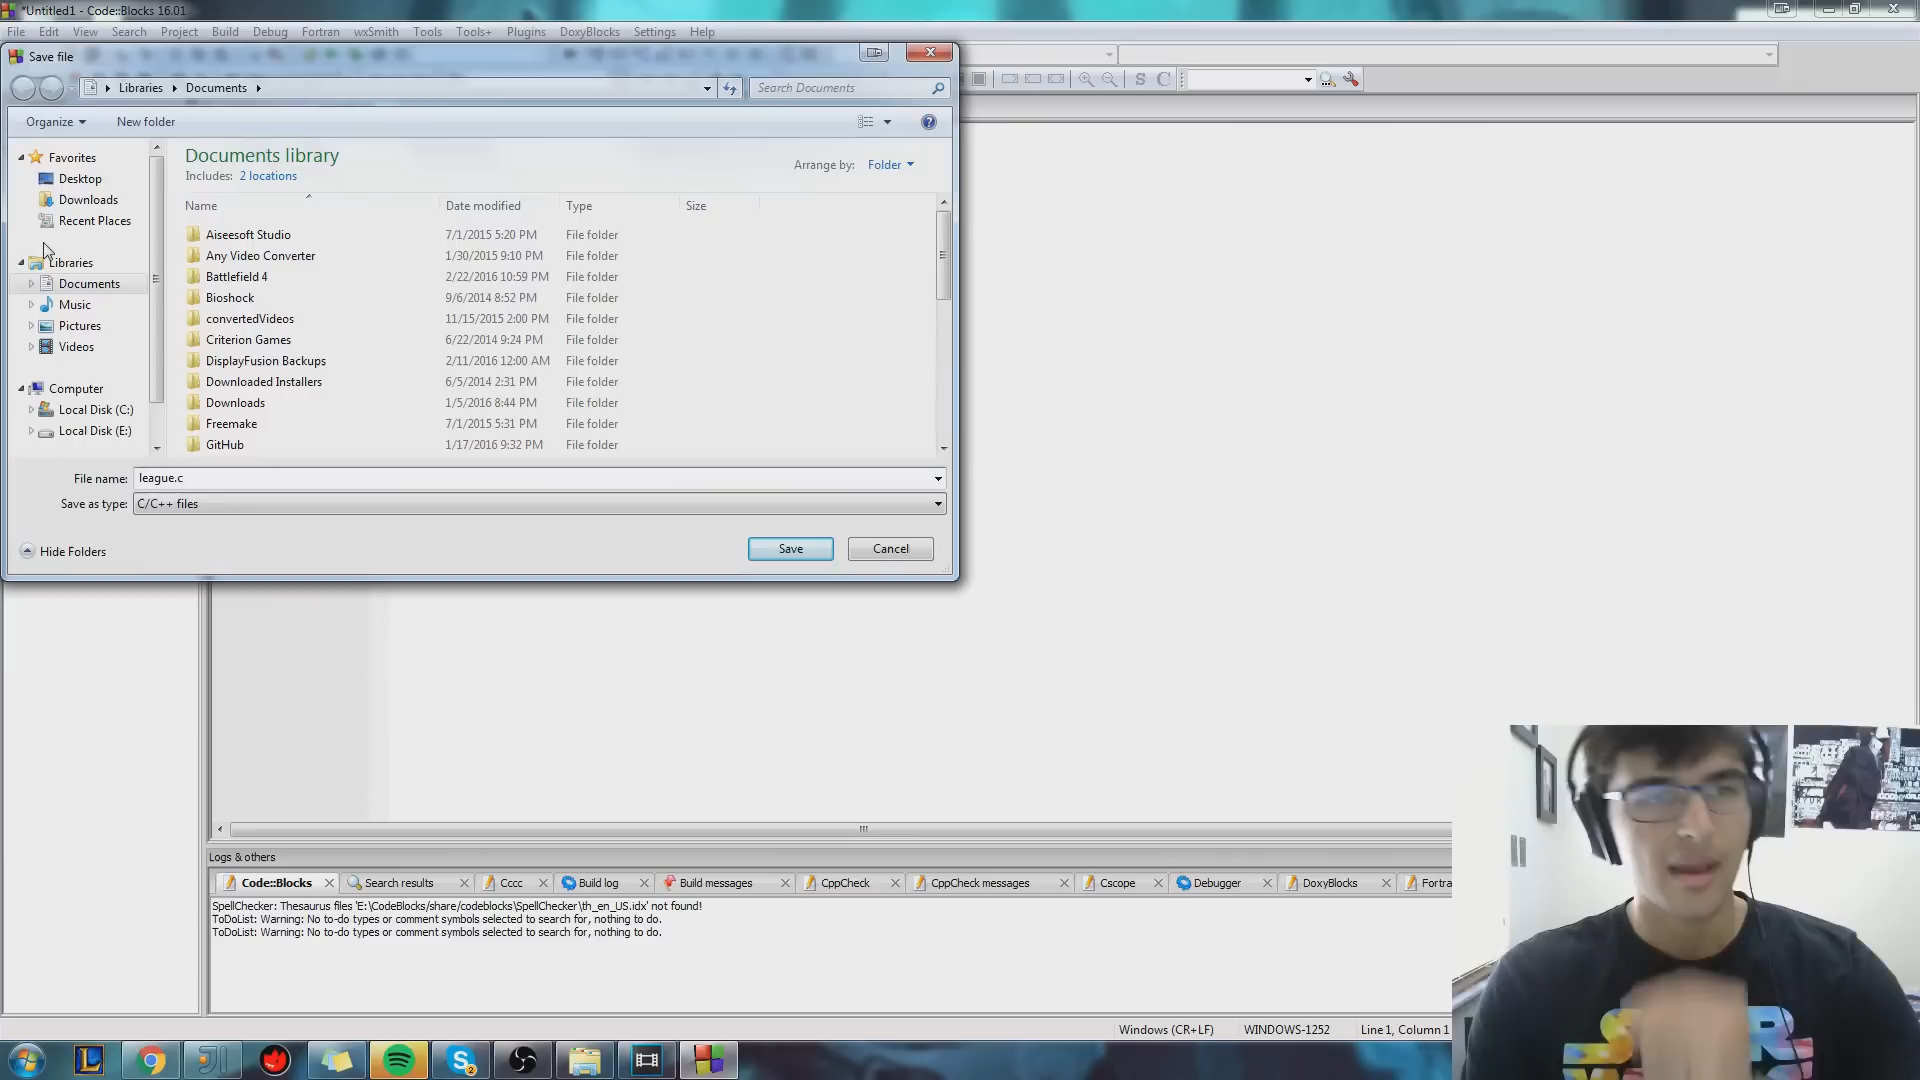 *Untitled1 - Code::Blocks 16.01
File Edit View Search Project Build Debug Fortran wxSmith Tools Tools+ Plugins DoxyBlocks Settings Help
Save file
Libraries Documents
Search Documents
Organize New folder
Favorites
Desktop
Downloads
Recent Places
Libraries
Documents
Music
Pictures
Videos
Computer
Local Disk (C:)
Local Disk (E:)
Documents library
Includes: 2 locations
Arrange by: Folder
Name Date modified Type Size
Aiseesoft Studio 7/1/2015 5:20 PM File folder
Any Video Converter 1/30/2015 9:10 PM File folder
Battlefield 4 2/22/2016 10:59 PM File folder
Bioshock 9/6/2014 8:52 PM File folder
convertedVideos 11/15/2015 2:00 PM File folder
Criterion Games 6/22/2014 9:24 PM File folder
DisplayFusion Backups 2/11/2016 12:00 AM File folder
Downloaded Installers 6/5/2014 2:31 PM File folder
Downloads 1/5/2016 8:44 PM File folder
Freemake 7/1/2015 5:31 PM File folder
GitHub 1/17/2016 9:32 PM File folder
File name: league.c
Save as type: C/C++ files
Hide Folders
Save Cancel
S C
Logs & others
Code::Blocks Search results Cccc Build log Build messages CppCheck CppCheck messages Cscope Debugger DoxyBlocks Fortra
SpellChecker: Thesaurus files 'E:\CodeBlocks/share/codeblocks\SpellChecker\th_en_US.idx' not found!
ToDoList: Warning: No to-do types or comment symbols selected to search for, nothing to do.
ToDoList: Warning: No to-do types or comment symbols selected to search for, nothing to do.
Windows (CR+LF) WINDOWS-1252 Line 1, Column 1
L
S 2